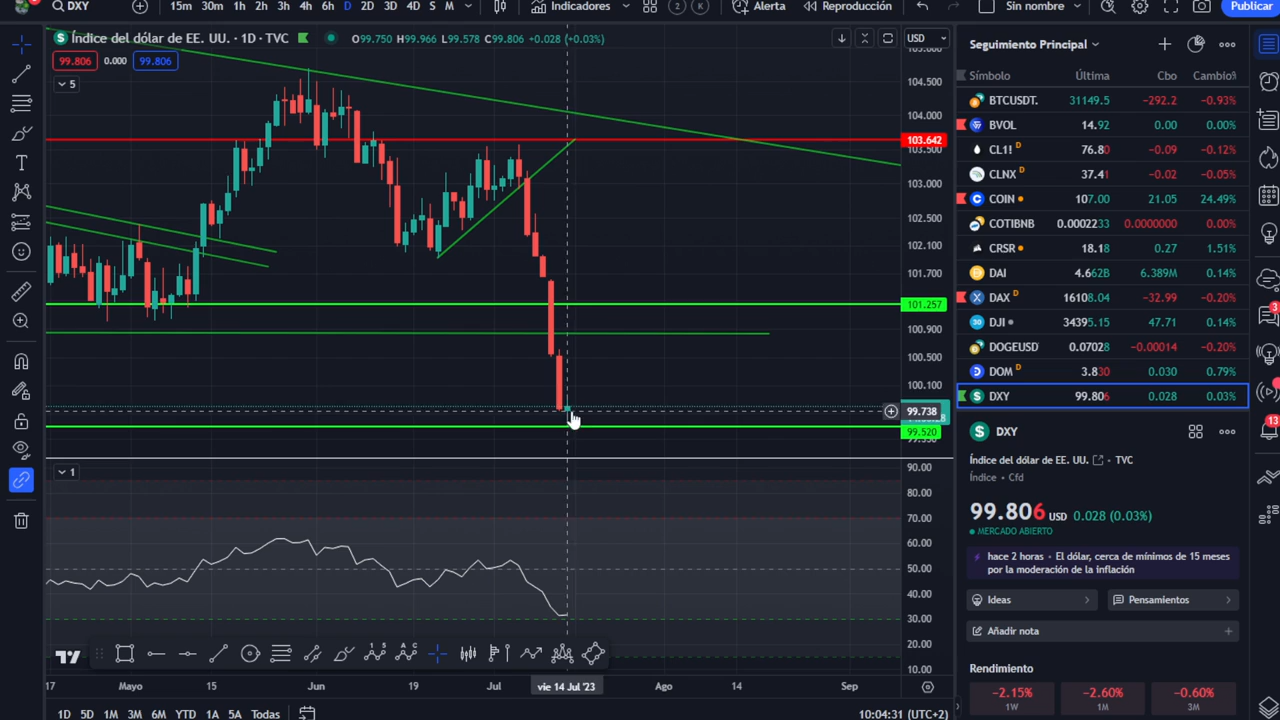 DXY 15m 30m 1h 2h 3h 4h 6h D 2D 3D 4D S M Indicadores 2 K Alerta Reproducción Sin nombre Publicar
Índice del dólar de EE. UU. · 1D · TVC O99.750 H99.966 L99.578 C99.806 +0.028 (+0.03%) USD
99.806 0.000 99.806
5
104.500
104.000
103.642
103.500
103.000
102.500
102.100
101.700
101.257
100.900
100.500
100.100
99.738
99.520
1
90.00
80.00
70.00
60.00
50.00
40.00
30.00
20.00
10.00
17 Mayo 15 Jun 19 Jul vie 14 Jul '23 Ago 14 Sep
1D 5D 1M 3M 6M YTD 1A 5A Todas 10:04:31 (UTC+2)
Seguimiento Principal
Símbolo Última Cbo Cambio%
BTCUSDT. 31149.5 -292.2 -0.93%
BVOL 14.92 0.00 0.00%
CL1! D 76.80 -0.09 -0.12%
CLNX D 37.41 -0.02 -0.05%
COIN 107.00 21.05 24.49%
COTIBNB 0.0002233 0.0000000 0.00%
CRSR 18.18 0.27 1.51%
DAI 4.662B 6.389M 0.14%
DAX D 16108.04 -32.99 -0.20%
DJI 34395.15 47.71 0.14%
DOGEUSD 0.07028 -0.00014 -0.20%
DOM D 3.830 0.030 0.79%
DXY 99.806 0.028 0.03%
DXY
Índice del dólar de EE. UU. · TVC
Índice · Cfd
99.806 USD 0.028 (0.03%)
MERCADO ABIERTO
hace 2 horas · El dólar, cerca de mínimos de 15 meses
por la moderación de la inflación
Ideas Pensamientos
Añadir nota
Rendimiento
-2.15% -2.60% -0.60%
1W 1M 3M
3
13